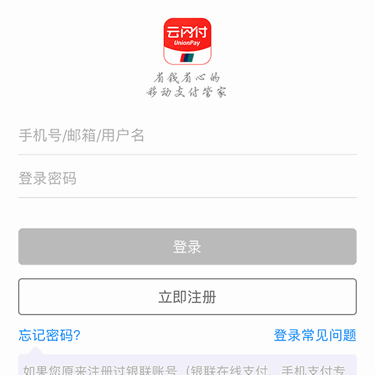 云闪付
UnionPay
省钱省心的
移动支付管家
手机号/邮箱/用户名
登录密码
登录
立即注册
忘记密码?
登录常见问题
如果您原来注册过银联账号（银联在线支付、手机支付专